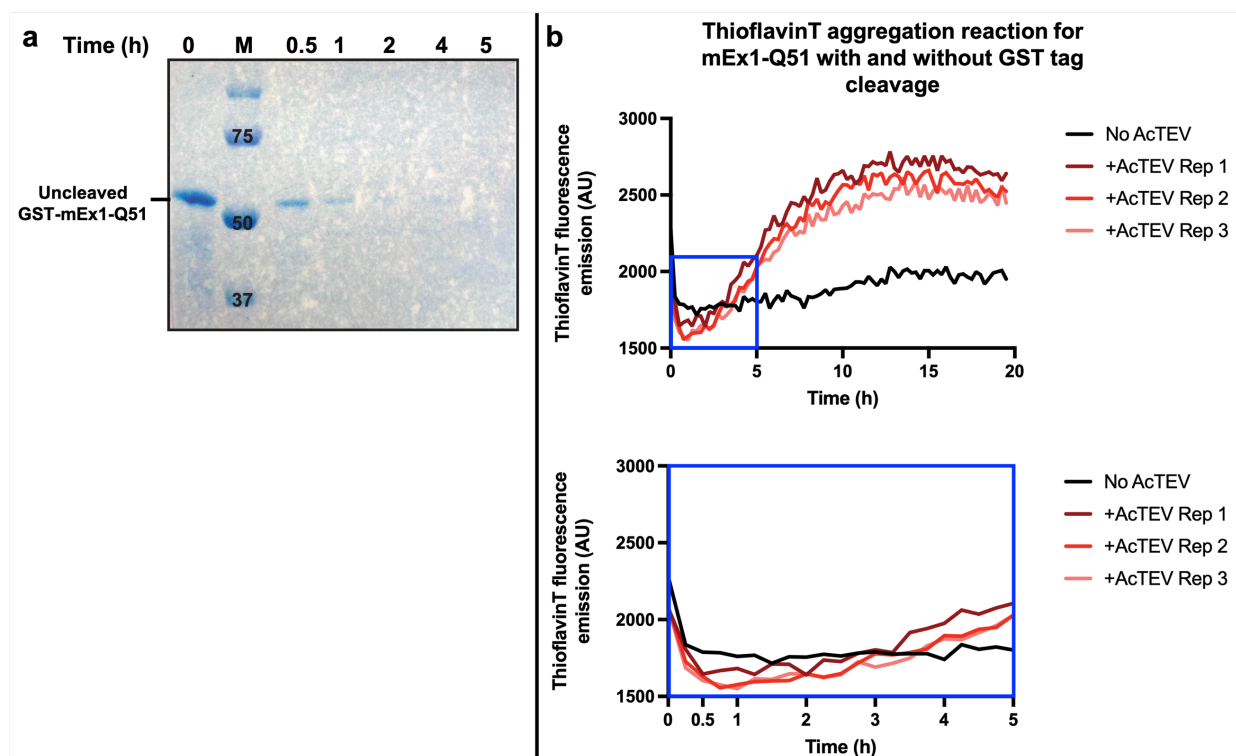 a
Time (h) 0 M 0.5 1 2 4 5
75
Uncleaved
GST-mEx1-Q51
50
37
b
ThioflavinT aggregation reaction for
mEx1-Q51 with and without GST tag
cleavage
ThioflavinT fluorescence
emission (AU)
3000
2500
2000
1500
0 5 10 15 20
Time (h)
No AcTEV
+AcTEV Rep 1
+AcTEV Rep 2
+AcTEV Rep 3
ThioflavinT fluorescence
emission (AU)
3000
2500
2000
1500
0 0.5 1 2 3 4 5
Time (h)
No AcTEV
+AcTEV Rep 1
+AcTEV Rep 2
+AcTEV Rep 3